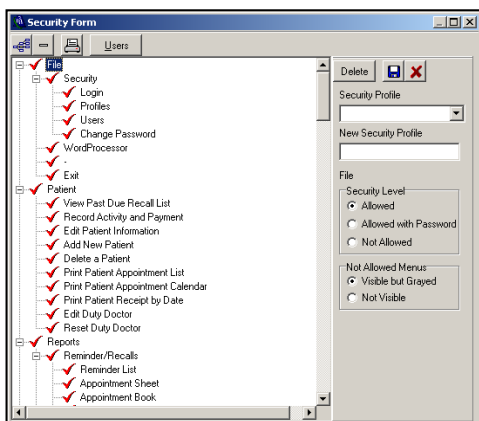 Security Form
Users
File
Security
Login
Profiles
Users
Change Password
WordProcessor
-
Exit
Patient
View Past Due Recall List
Record Activity and Payment
Edit Patient Information
Add New Patient
Delete a Patient
Print Patient Appointment List
Print Patient Appointment Calendar
Print Patient Receipt by Date
Edit Duty Doctor
Reset Duty Doctor
Reports
Reminder/Recalls
Reminder List
Appointment Sheet
Appointment Book
Delete
Security Profile
New Security Profile
File
Security Level
Allowed
Allowed with Password
Not Allowed
Not Allowed Menus
Visible but Grayed
Not Visible